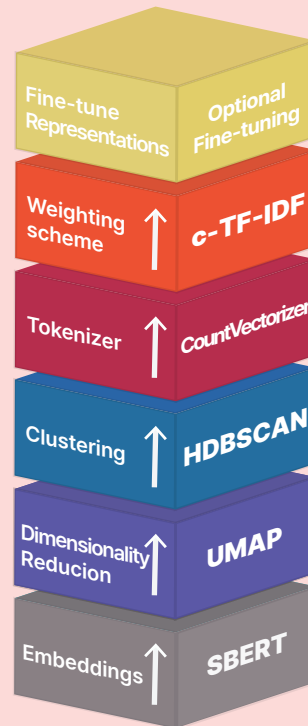 Fine-tune
Representations
Optional
Fine-tuning
Weighting
scheme
c-TF-IDF
Tokenizer
CountVectorizer
Clustering
HDBSCAN
Dimensionality
Reducion
UMAP
Embeddings
SBERT